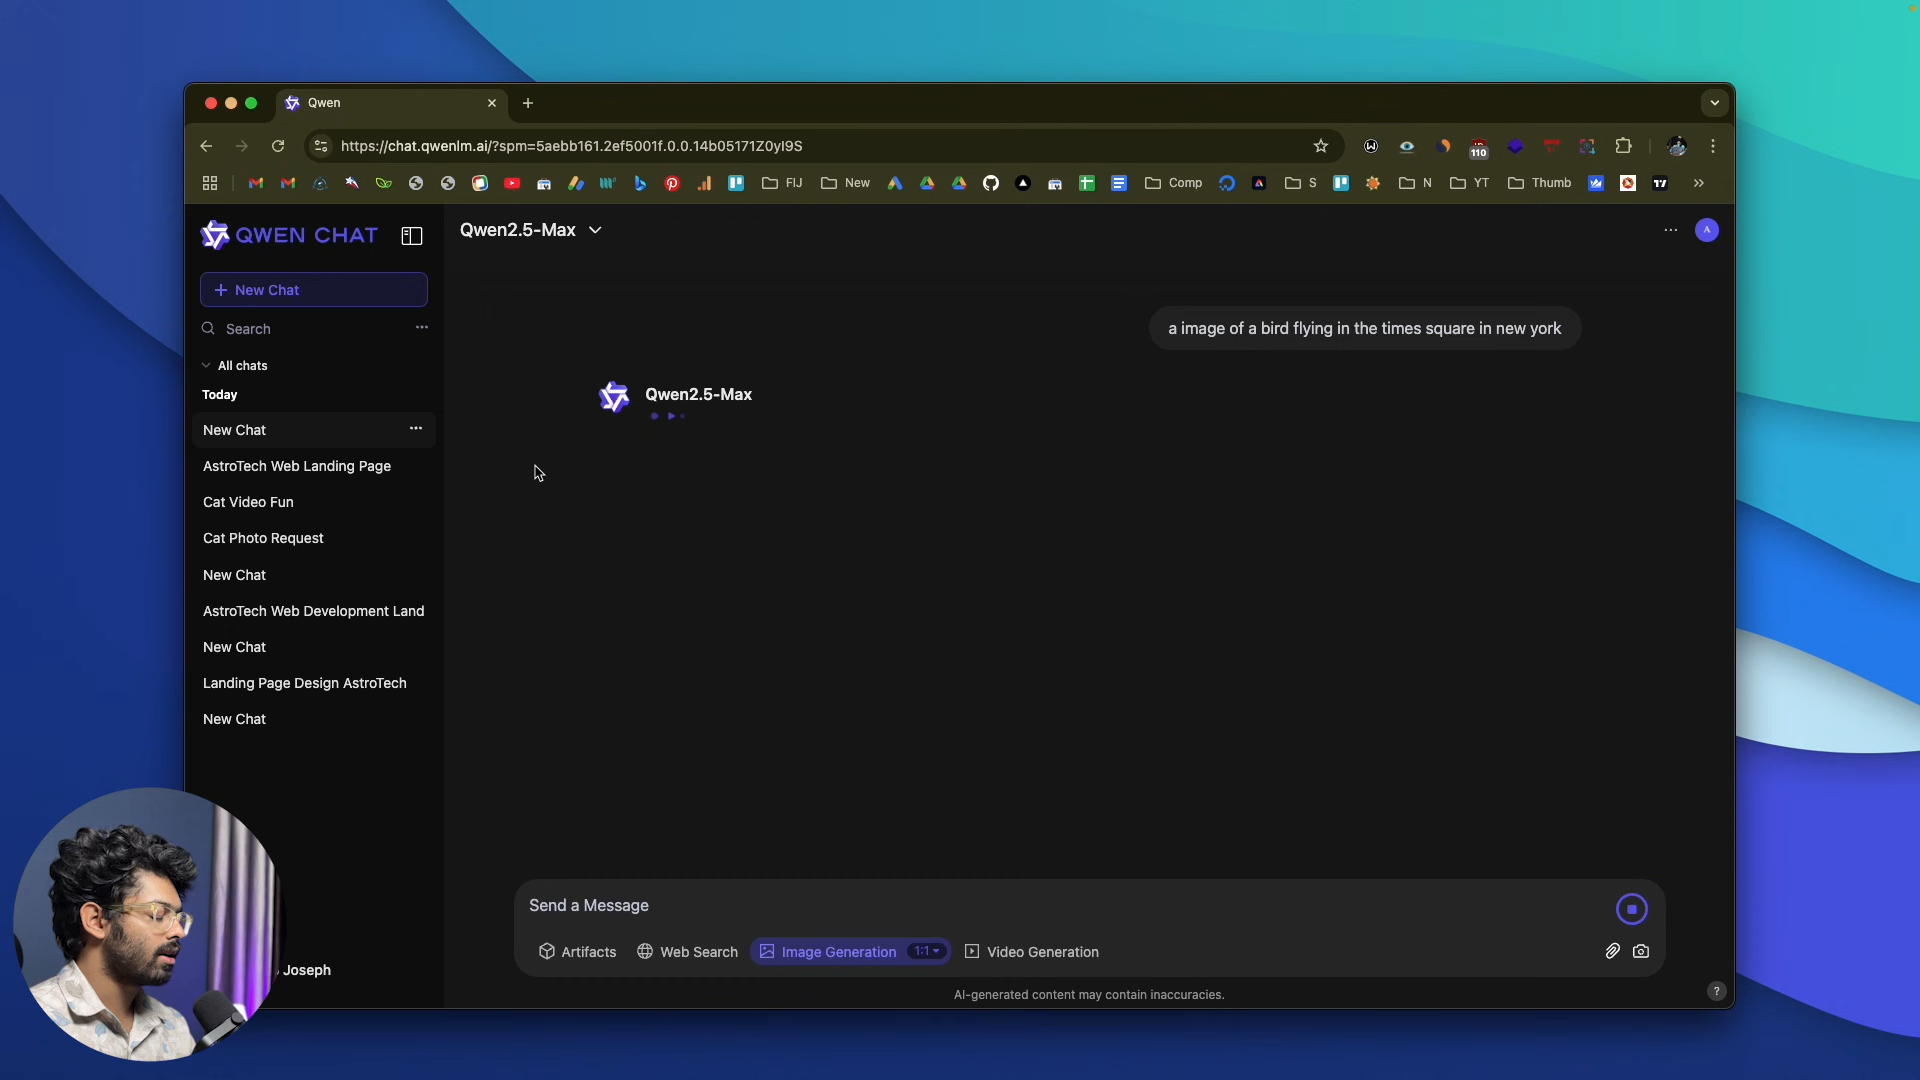 Qwen
https://chat.qwenlm.ai/?spm=5aebb161.2ef5001f.0.0.14b05171Z0yI9S
110
FIJ
New
Comp
S
N
YT
Thumb
QWEN CHAT
Qwen2.5-Max
A
New Chat
Search
All chats
Today
New Chat
AstroTech Web Landing Page
Cat Video Fun
Cat Photo Request
New Chat
AstroTech Web Development Land
New Chat
Landing Page Design AstroTech
New Chat
Joseph
a image of a bird flying in the times square in new york
Qwen2.5-Max
Send a Message
Artifacts
Web Search
Image Generation
1:1
Video Generation
AI-generated content may contain inaccuracies.
?